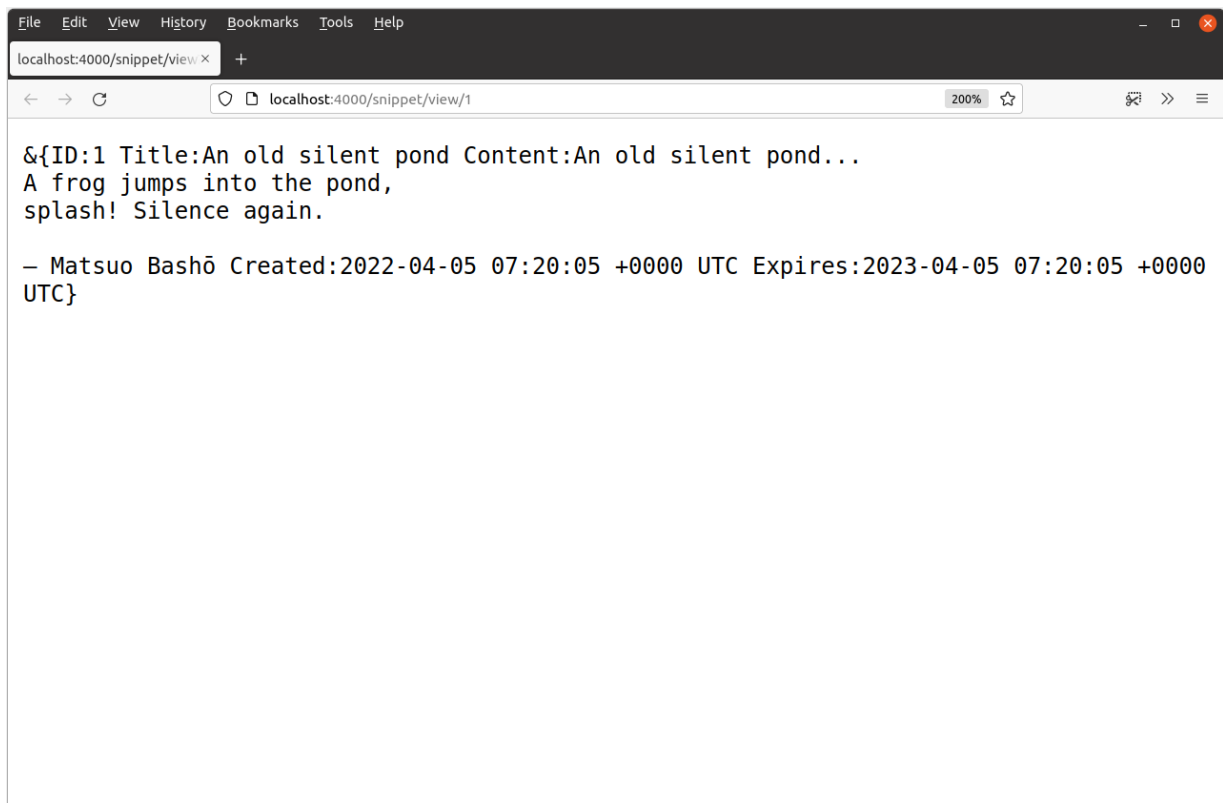 File Edit View History Bookmarks Tools Help
localhost:4000/snippet/view
localhost:4000/snippet/view/1 200%
&{ID:1 Title:An old silent pond Content:An old silent pond...
A frog jumps into the pond,
splash! Silence again.
– Matsuo Bashō Created:2022-04-05 07:20:05 +0000 UTC Expires:2023-04-05 07:20:05 +0000
UTC}